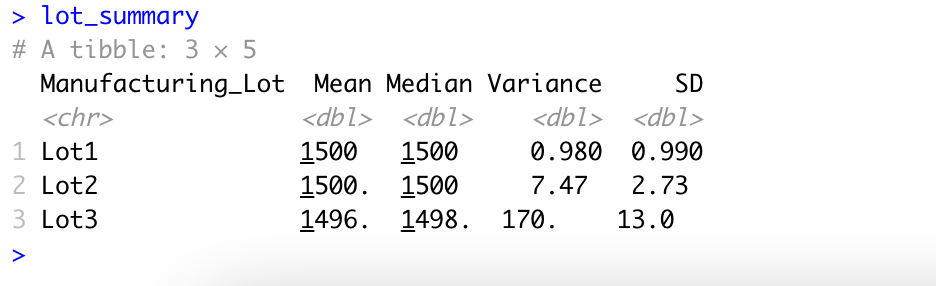 > lot_summary
# A tibble: 3 × 5
Manufacturing_Lot Mean Median Variance SD
<chr> <dbl> <dbl> <dbl> <dbl>
1 Lot1 1500 1500 0.980 0.990
2 Lot2 1500. 1500 7.47 2.73
3 Lot3 1496. 1498. 170. 13.0
>